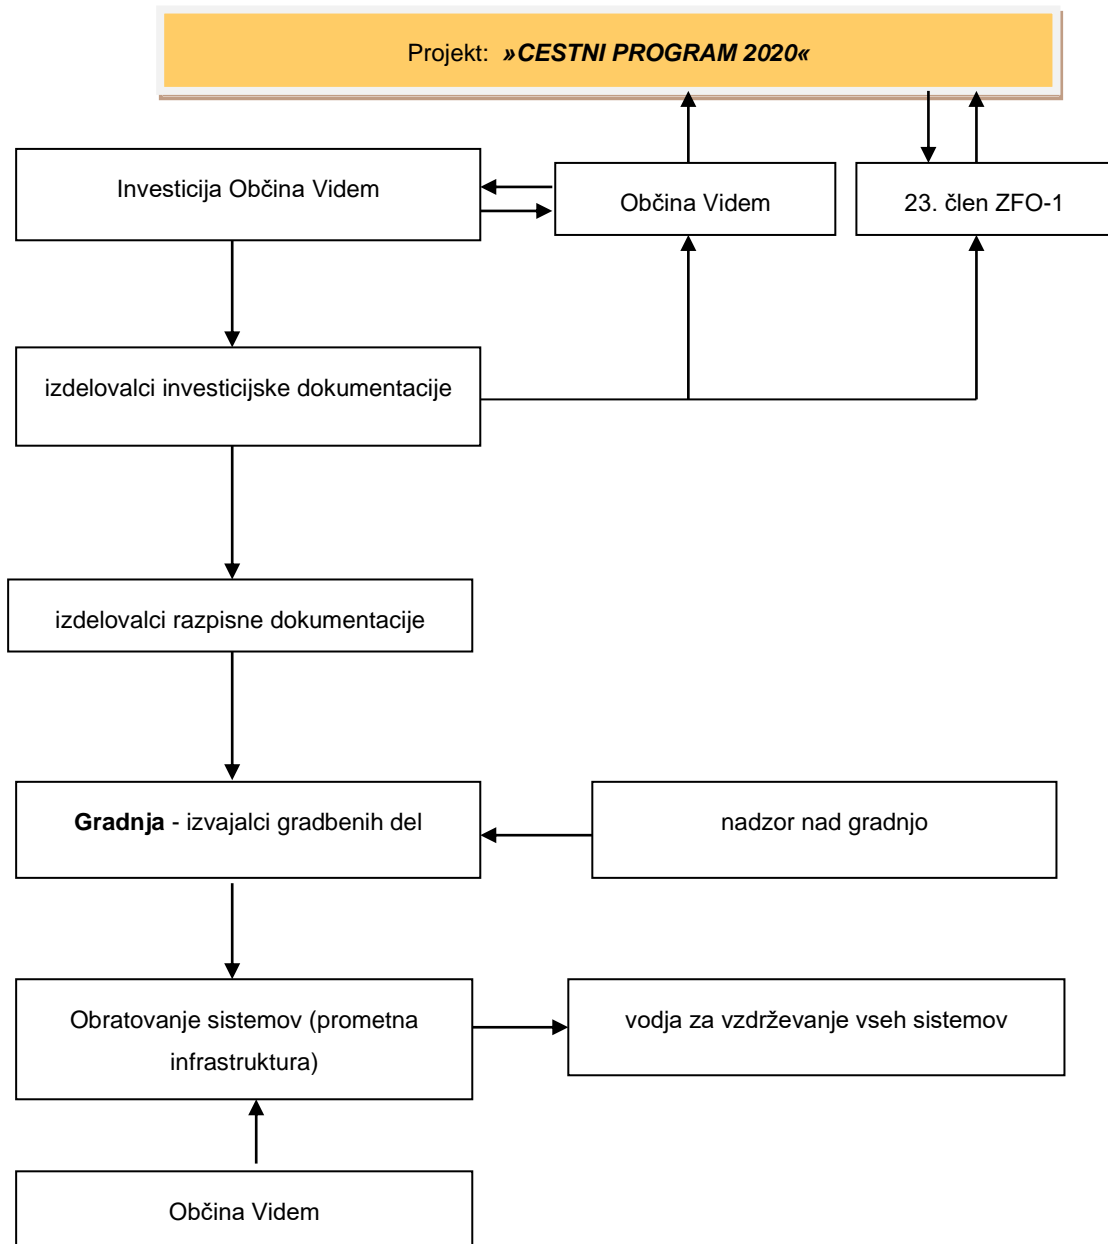 Projekt: »CESTNI PROGRAM 2020«
Investicija Občina Videm
Občina Videm
23. člen ZFO-1
izdelovalci investicijske dokumentacije
izdelovalci razpisne dokumentacije
Gradnja - izvajalci gradbenih del
nadzor nad gradnjo
Obratovanje sistemov (prometna
infrastruktura)
vodja za vzdrževanje vseh sistemov
Občina Videm